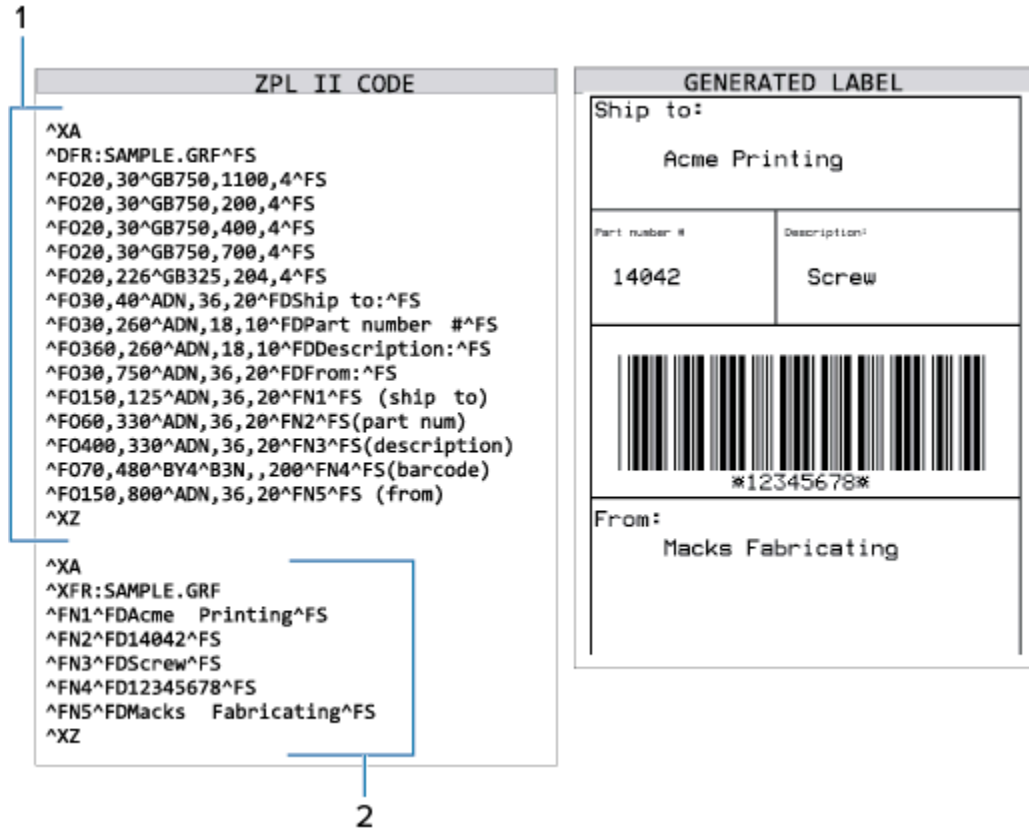 1
ZPL II CODE
^XA
^DFR:SAMPLE.GRF^FS
^FO20,30^GB750,1100,4^FS
^FO20,30^GB750,200,4^FS
^FO20,30^GB750,400,4^FS
^FO20,30^GB750,700,4^FS
^FO20,226^GB325,204,4^FS
^FO30,40^ADN,36,20^FDShip to:^FS
^FO30,260^ADN,18,10^FDPart number  #^FS
^FO360,260^ADN,18,10^FDDescription:^FS
^FO30,750^ADN,36,20^FDFrom:^FS
^FO150,125^ADN,36,20^FN1^FS (ship to)
^FO60,330^ADN,36,20^FN2^FS(part num)
^FO400,330^ADN,36,20^FN3^FS(description)
^FO70,480^BY4^B3N,,200^FN4^FS(barcode)
^FO150,800^ADN,36,20^FN5^FS (from)
^XZ
^XA
^XFR:SAMPLE.GRF
^FN1^FDAcme  Printing^FS
^FN2^FD14042^FS
^FN3^FDScrew^FS
^FN4^FD12345678^FS
^FN5^FDMacks  Fabricating^FS
^XZ
2
GENERATED LABEL
Ship to:
Acme Printing
Part number #
Description:
14042
Screw
*12345678*
From:
Macks Fabricating